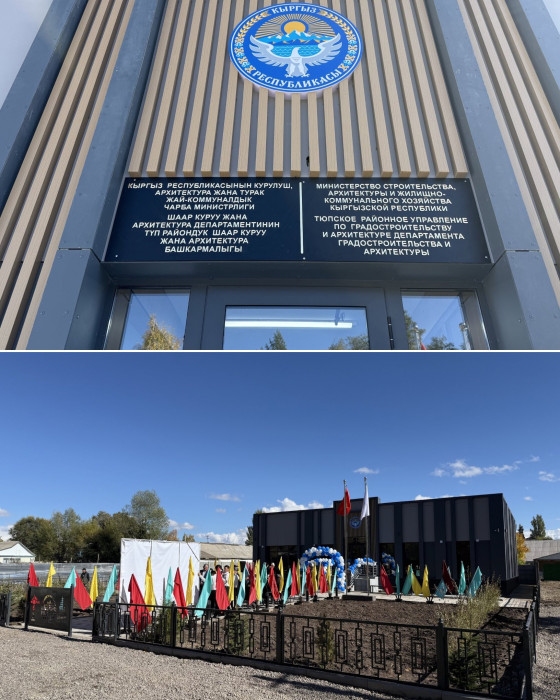 КЫРГЫЗ
РЕСПУБЛИКАСЫ
КЫРГЫЗ РЕСПУБЛИКАСЫНЫН КУРУЛУШ,
АРХИТЕКТУРА ЖАНА ТУРАК
ЖАЙ-КОММУНАЛДЫК
ЧАРБА МИНИСТРЛИГИ
ШААР КУРУУ ЖАНА
АРХИТЕКТУРА ДЕПАРТАМЕНТИНИН
ТҮП РАЙОНДУК ШААР КУРУУ
ЖАНА АРХИТЕКТУРА
БАШКАРМАЛЫГЫ
МИНИСТЕРСТВО СТРОИТЕЛЬСТВА,
АРХИТЕКТУРЫ И ЖИЛИЩНО-
КОММУНАЛЬНОГО ХОЗЯЙСТВА
КЫРГЫЗСКОЙ РЕСПУБЛИКИ
ТЮПСКОЕ РАЙОННОЕ УПРАВЛЕНИЕ
ПО ГРАДОСТРОИТЕЛЬСТВУ
И АРХИТЕКТУРЕ ДЕПАРТАМЕНТА
ГРАДОСТРОИТЕЛЬСТВА И
АРХИТЕКТУРЫ